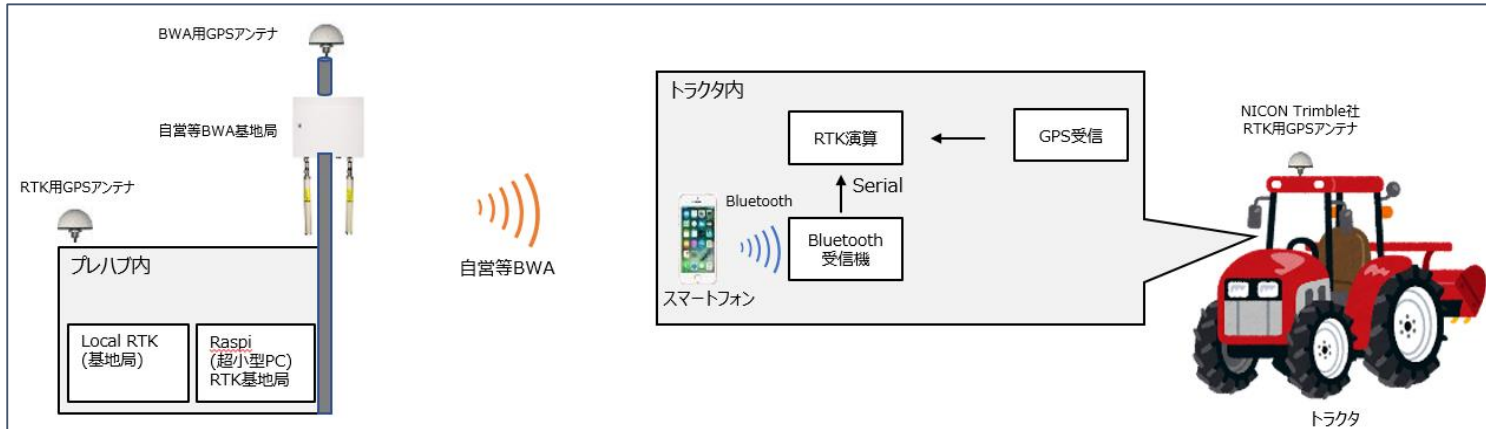 BWA用GPSアンテナ
自営等BWA基地局
RTK用GPSアンテナ
プレハブ内
Local RTK
(基地局)
Raspi
(超小型PC)
RTK基地局
自営等BWA
トラクタ内
RTK演算
GPS受信
Serial
Bluetooth
Bluetooth
受信機
スマートフォン
NICON Trimble社
RTK用GPSアンテナ
トラクタ